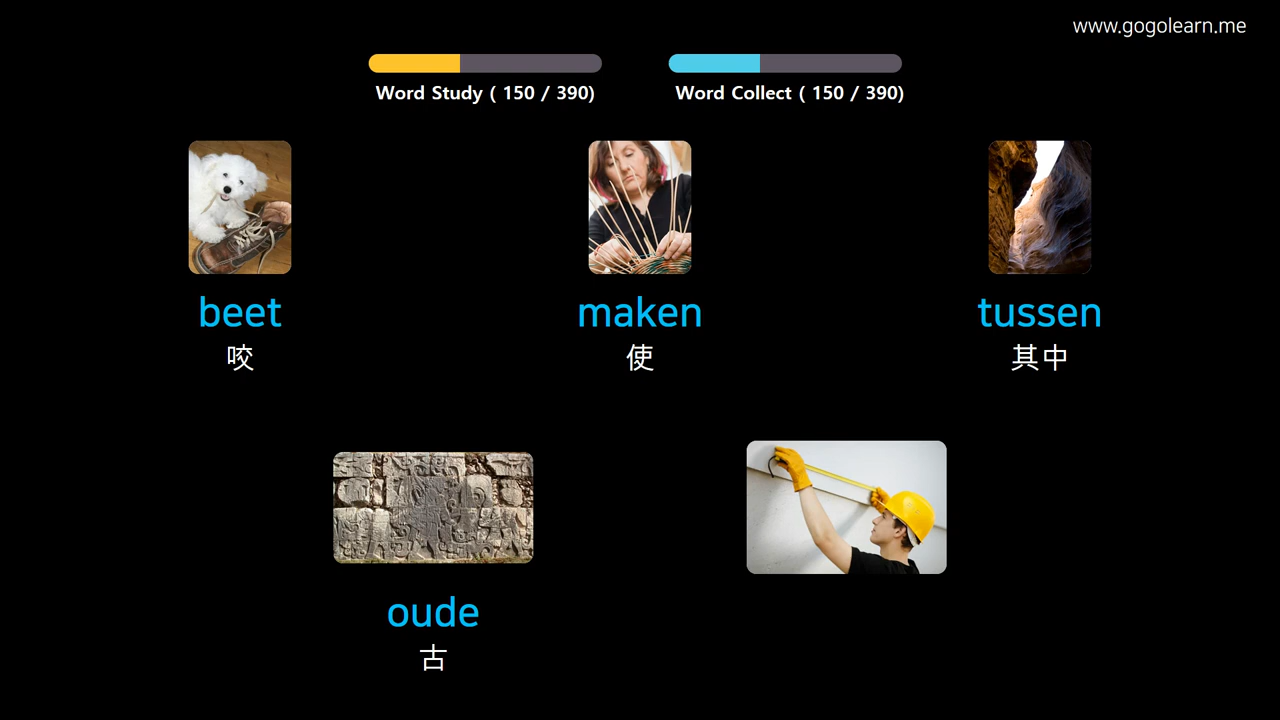 www.gogolearn.me
Word Study ( 150 / 390)
Word Collect ( 150 / 390)
beet
咬
maken
使
tussen
其中
oude
古